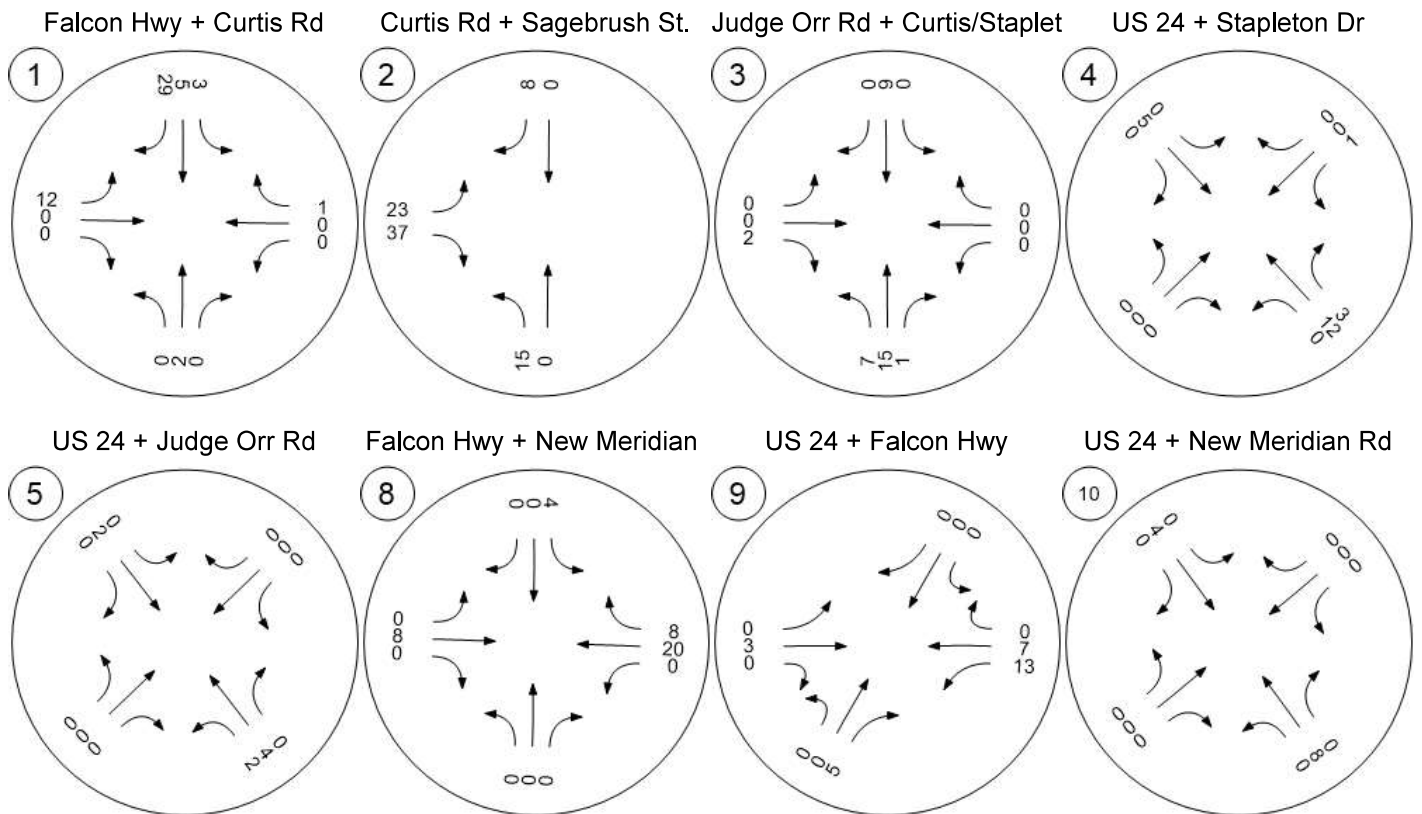 Falcon Hwy + Curtis Rd
1
29 5 3
12
0
0
1
0
0
0 2 0
Curtis Rd + Sagebrush St.
2
8 0
23
37
15 0
Judge Orr Rd + Curtis/Staplet
3
0 6 0
0
0
2
0
0
0
7 15 1
US 24 + Stapleton Dr
4
0 5 0
0 0 1
0 0 0
3 12 0
US 24 + Judge Orr Rd
5
0 2 0
0 0 0
0 0 0
0 4 2
Falcon Hwy + New Meridian
8
0 0 4
0
8
0
8
20
0
0 0 0
US 24 + Falcon Hwy
9
0 0 0
0
3
0
0
7
13
0 0 5
US 24 + New Meridian Rd
10
0 4 0
0 0 0
0 0 0
0 8 0